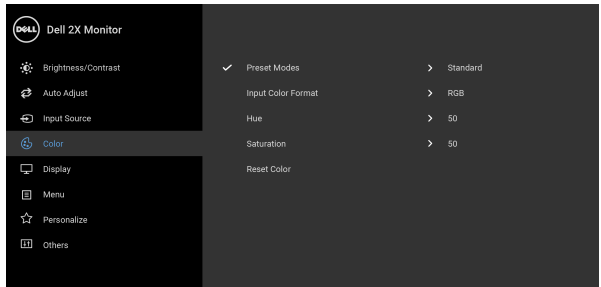 DELL
Dell 2X Monitor
Brightness/Contrast
Auto Adjust
Input Source
Color
Display
Menu
Personalize
Others
Preset Modes Standard
Input Color Format RGB
Hue 50
Saturation 50
Reset Color